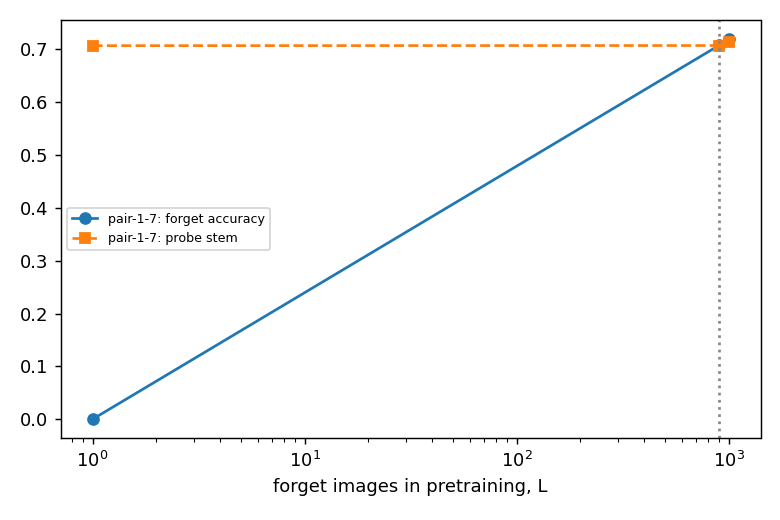 0.7
0.6
0.5
0.4
0.3
0.2
0.1
0.0
pair-1-7: forget accuracy
pair-1-7: probe stem
10⁰ 10¹ 10² 10³
forget images in pretraining, L